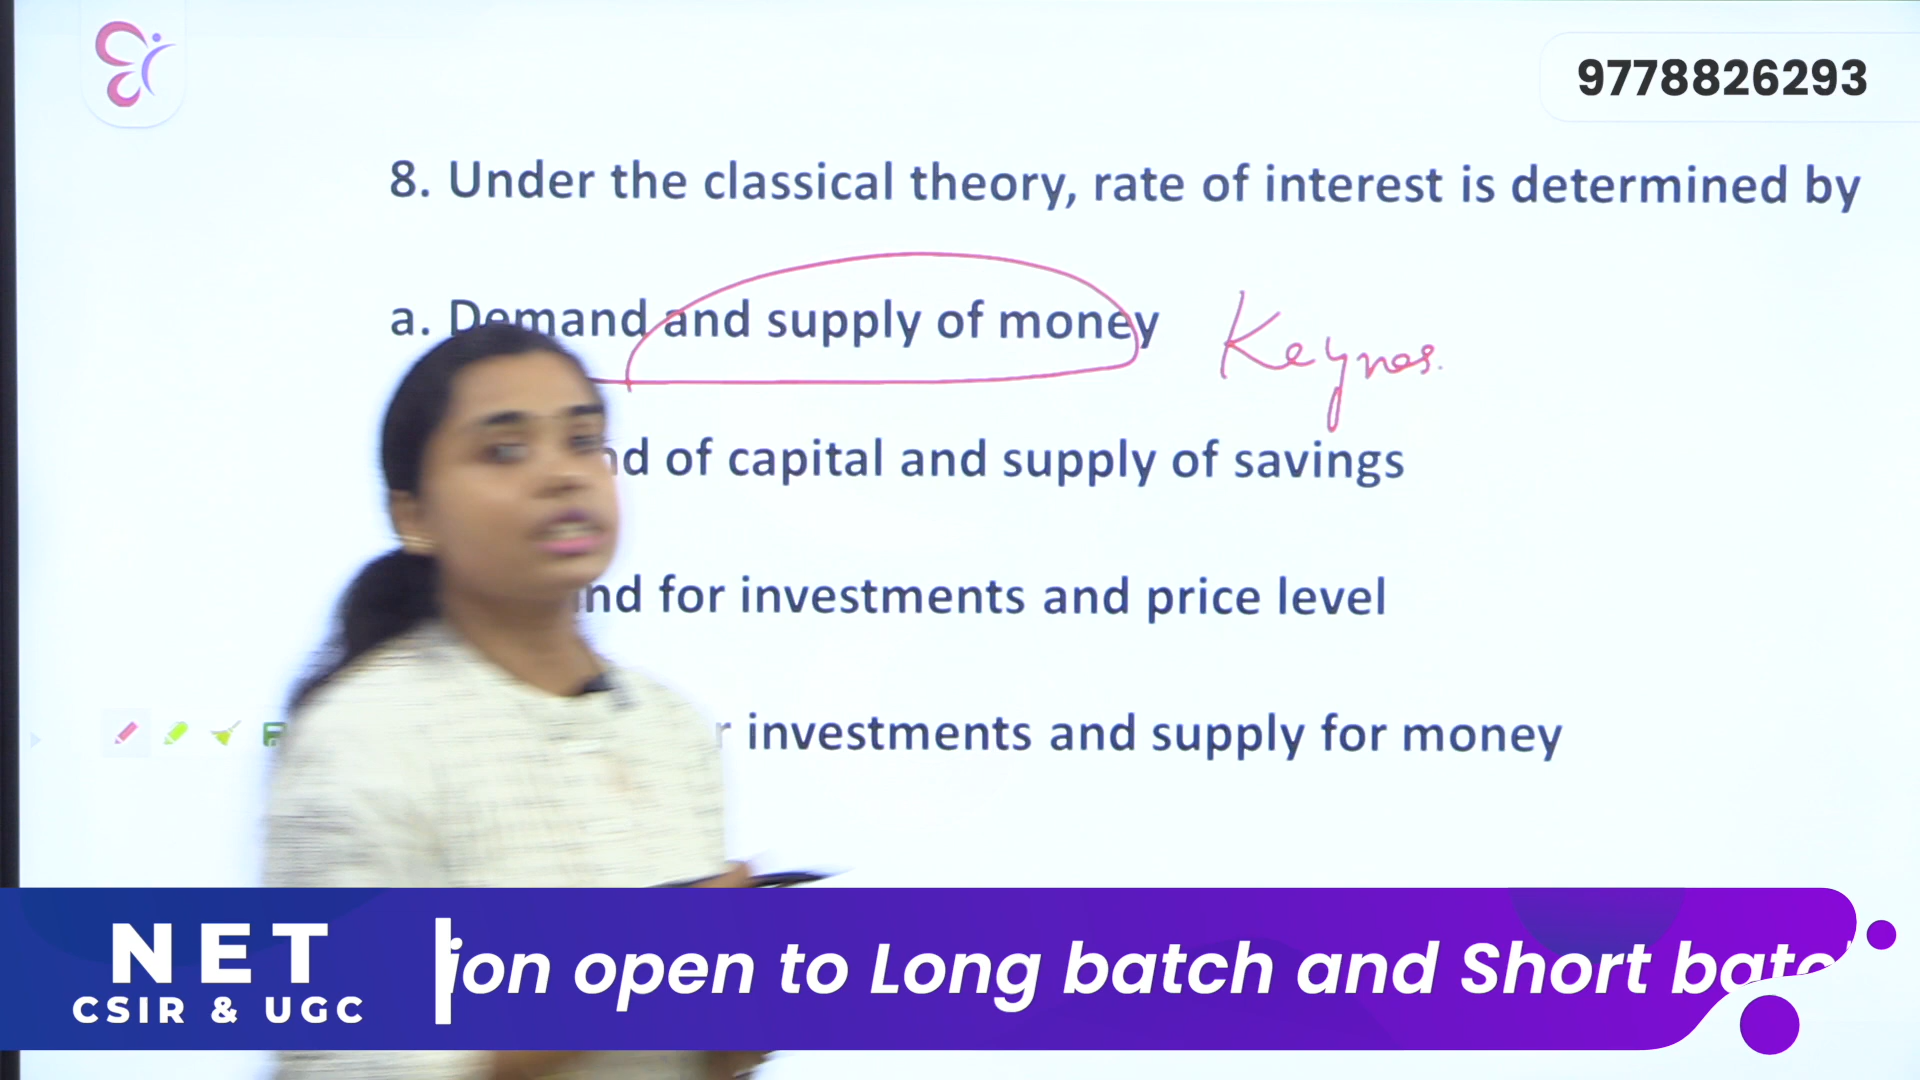 9778826293
8. Under the classical theory, rate of interest is determined by
a. Demand and supply of money Keynes.
of capital and supply of savings
for investments and price level
investments and supply for money
NET
CSIR & UGC
ion open to Long batch and Short batc